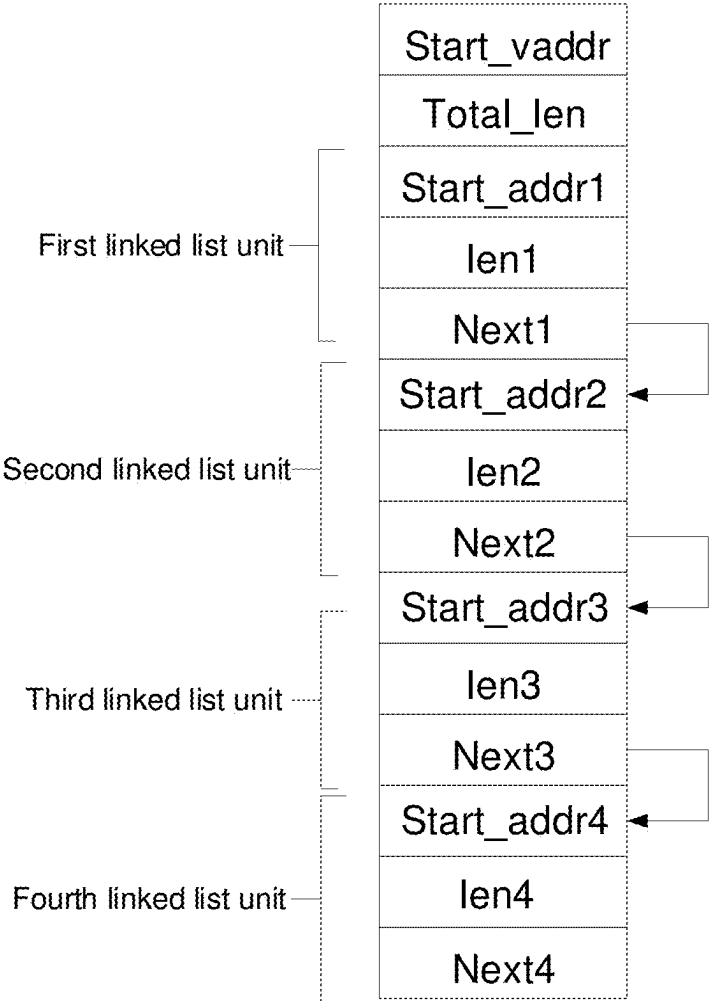 Start_vaddr
Total_len
Start_addr1
First linked list unit
len1
Next1
Start_addr2
Second linked list unit
len2
Next2
Start_addr3
Third linked list unit
len3
Next3
Start_addr4
Fourth linked list unit
len4
Next4